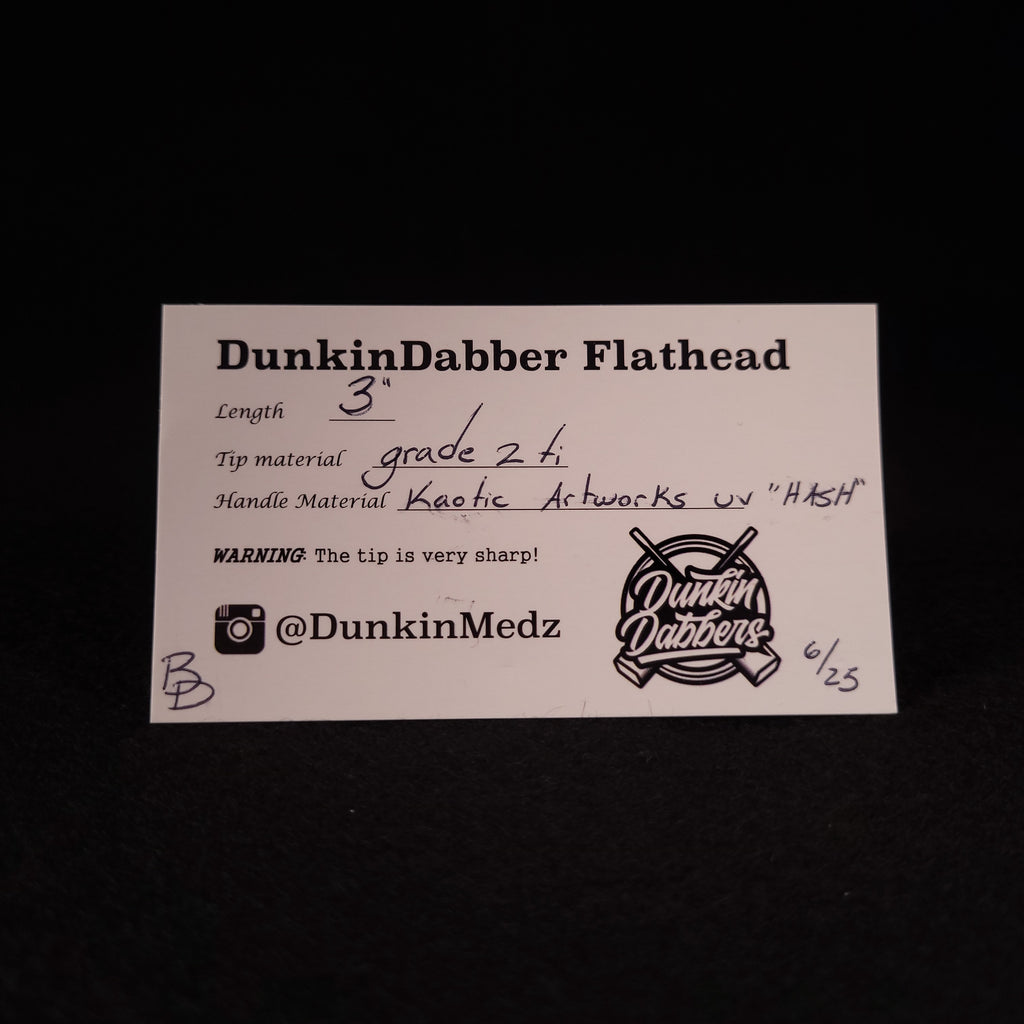 DunkinDabber Flathead
Length 3"
Tip material grade 2 ti
Handle Material Kaotic Artworks uv "HASH"
WARNING: The tip is very sharp!
@DunkinMedz
Dunkin
Dabbers
BD
6/25